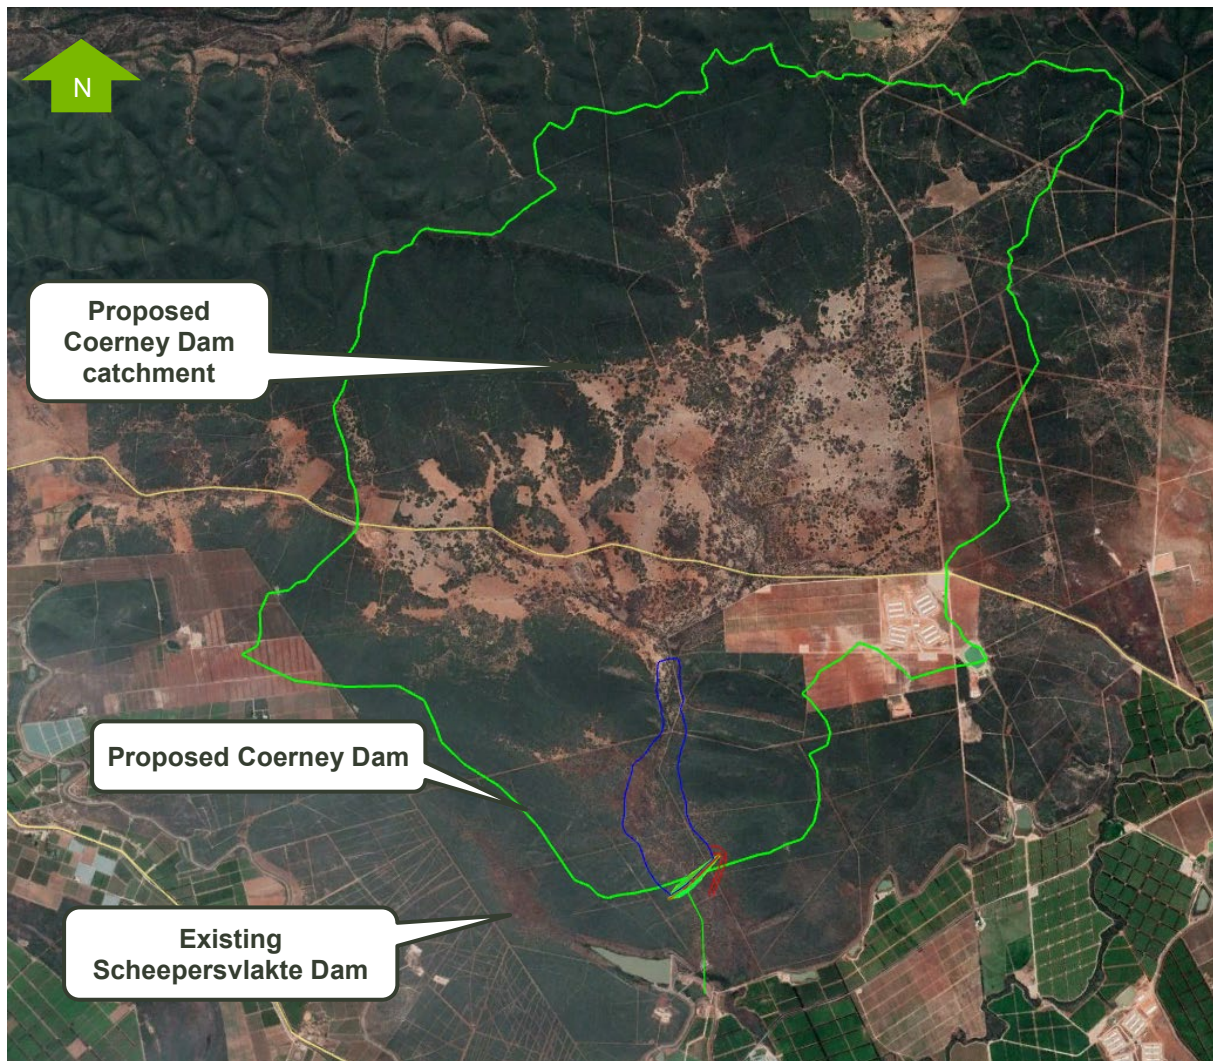 N
Proposed
Coerney Dam
catchment
Proposed Coerney Dam
Existing
Scheepersvlakte Dam